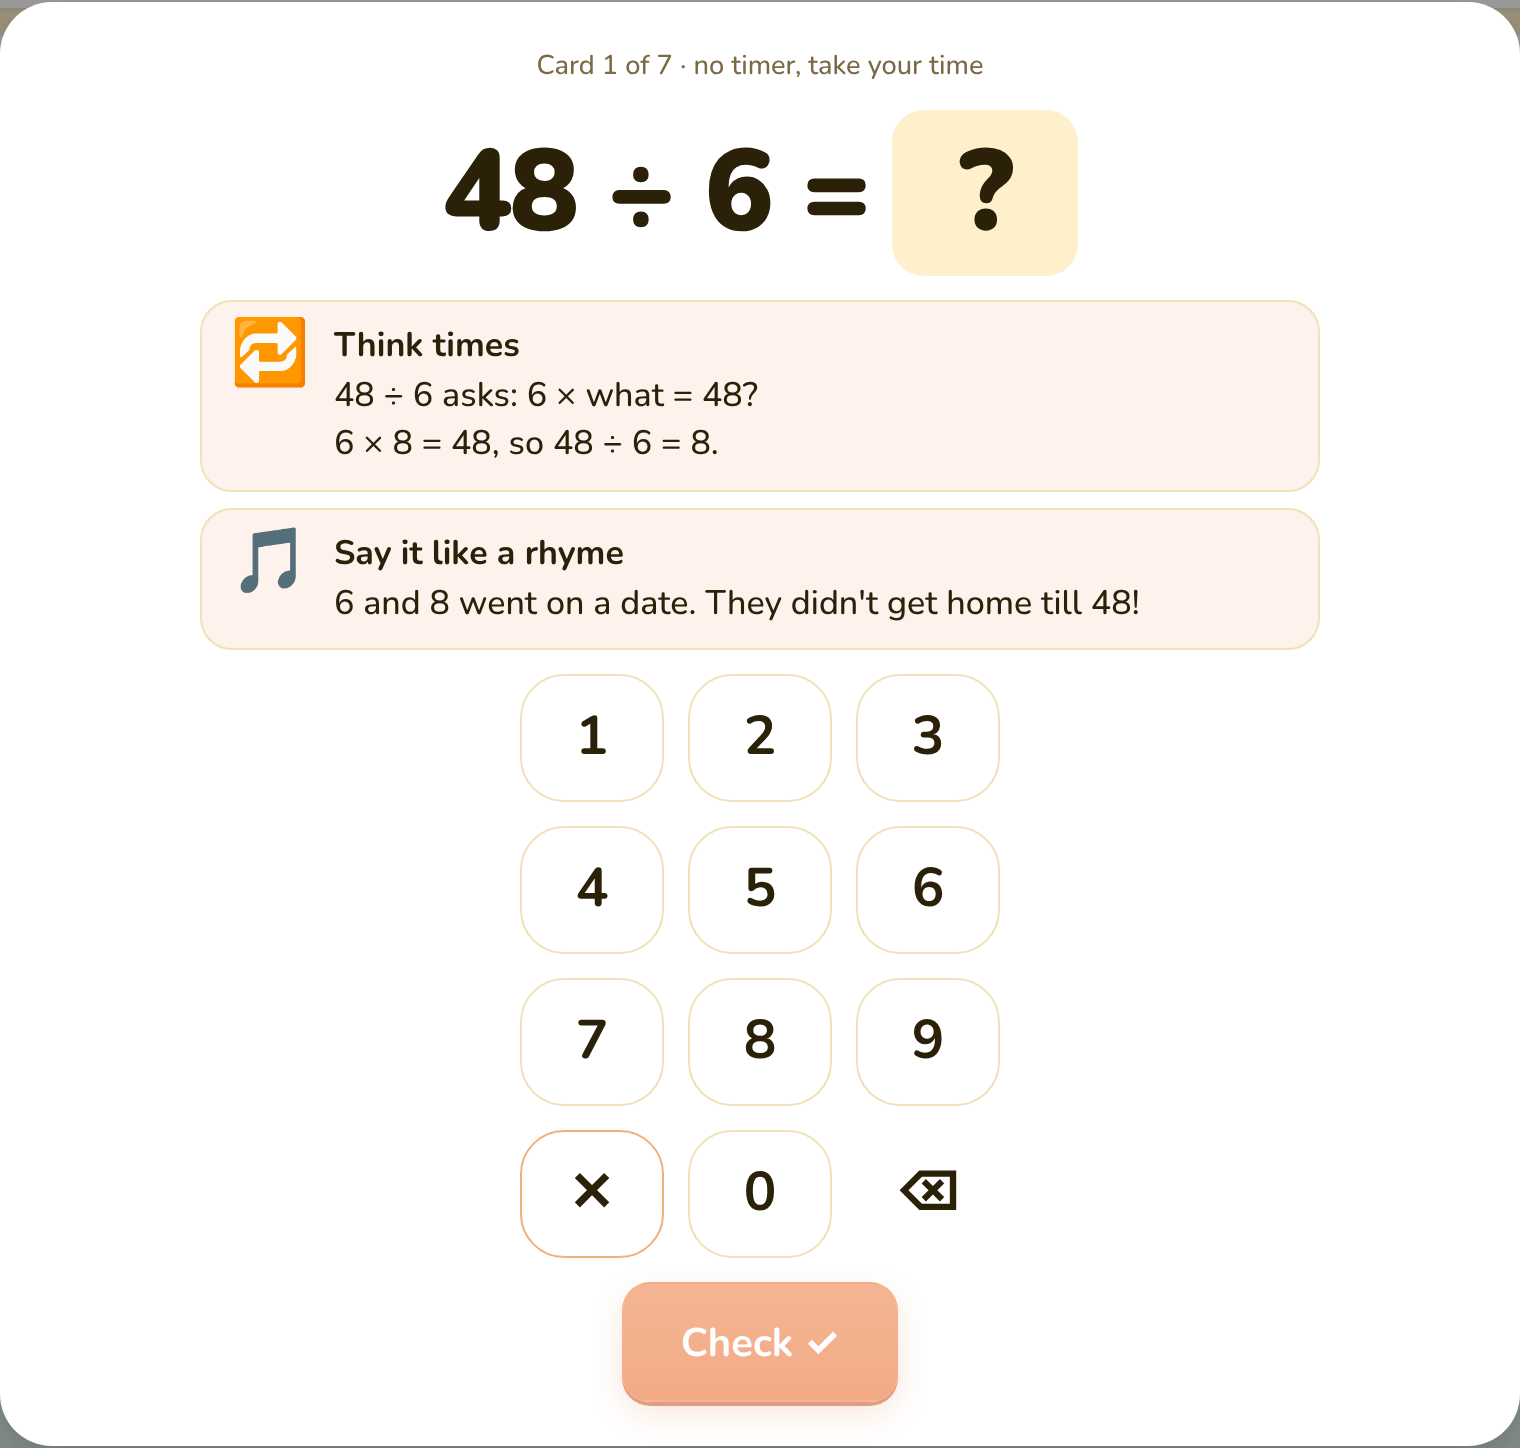 Card 1 of 7 · no timer, take your time
48 ÷ 6 = ?
Think times
48 ÷ 6 asks: 6 × what = 48?
6 × 8 = 48, so 48 ÷ 6 = 8.
Say it like a rhyme
6 and 8 went on a date. They didn't get home till 48!
1 2 3
4 5 6
7 8 9
✕ 0 ⌫
Check ✓